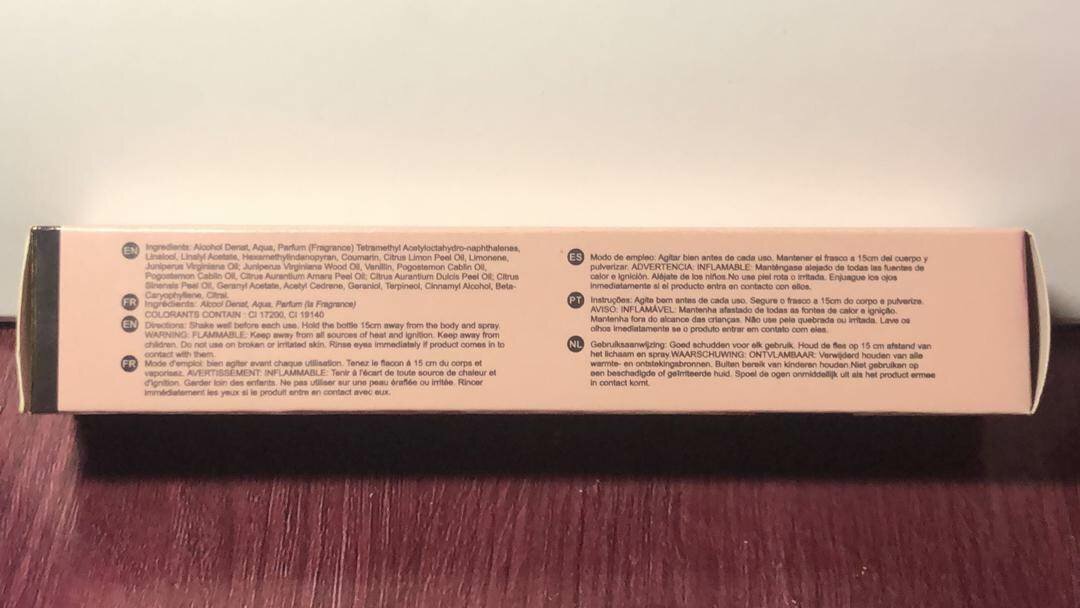 EN Ingredients: Alcohol Denat, Aqua, Parfum (Fragrance) Tetramethyl Acetyloctahydro-naphthalenes,
Linalool, Linalyl Acetate, Hexamethylindanopyran, Coumarin, Citrus Limon Peel Oil, Limonene,
Juniperus Virginiana Oil; Juniperus Virginiana Wood Oil, Vanillin, Pogostemon Cablin Oil,
Pogostemon Cablin Oil, Citrus Aurantium Amara Peel Oil; Citrus Aurantium Dulcis Peel Oil; Citrus
Sinensis Peel Oil, Geranyl Acetate, Acetyl Cedrene, Geraniol, Terpineol, Cinnamyl Alcohol, Beta-
Caryophyllene, Citral.
FR Ingrédients: Alcool Denat, Aqua, Parfum (la Fragrance)
COLORANTS CONTAIN : CI 17200, CI 19140
EN Directions: Shake well before each use. Hold the bottle 15cm away from the body and spray.
WARNING: FLAMMABLE: Keep away from all sources of heat and ignition. Keep away from
children. Do not use on broken or irritated skin. Rinse eyes immediately if product comes in to
contact with them.
FR Mode d'emploi: bien agiter avant chaque utilisation. Tenez le flacon à 15 cm du corps et
vaporisez. AVERTISSEMENT: INFLAMMABLE: Tenir à l'écart de toute source de chaleur et
d'ignition. Garder loin des enfants. Ne pas utiliser sur une peau éraflée ou irritée. Rincer
immédiatement les yeux si le produit entre en contact avec eux.
ES Modo de empleo: Agitar bien antes de cada uso. Mantener el frasco a 15cm del cuerpo y
pulverizar. ADVERTENCIA: INFLAMABLE: Manténgase alejado de todas las fuentes de
calor e ignición. Aléjate de los niños.No use piel rota o irritada. Enjuague los ojos
inmediatamente si el producto entra en contacto con ellos.
PT Instruções: Agite bem antes de cada uso. Segure o frasco a 15cm do corpo e pulverize.
AVISO: INFLAMÁVEL: Mantenha afastado de todas as fontes de calor e ignição.
Mantenha fora do alcance das crianças. Não use pele quebrada ou irritada. Lave os
olhos imediatamente se o produto entrar em contato com eles.
NL Gebruiksaanwijzing: Goed schudden voor elk gebruik. Houd de fles op 15 cm afstand van
het lichaam en spray.WAARSCHUWING: ONTVLAMBAAR: Verwijderd houden van alle
warmte- en ontstekingsbronnen. Buiten bereik van kinderen houden.Niet gebruiken op
een beschadigde of geïrriteerde huid. Spoel de ogen onmiddellijk uit als het product ermee
in contact komt.